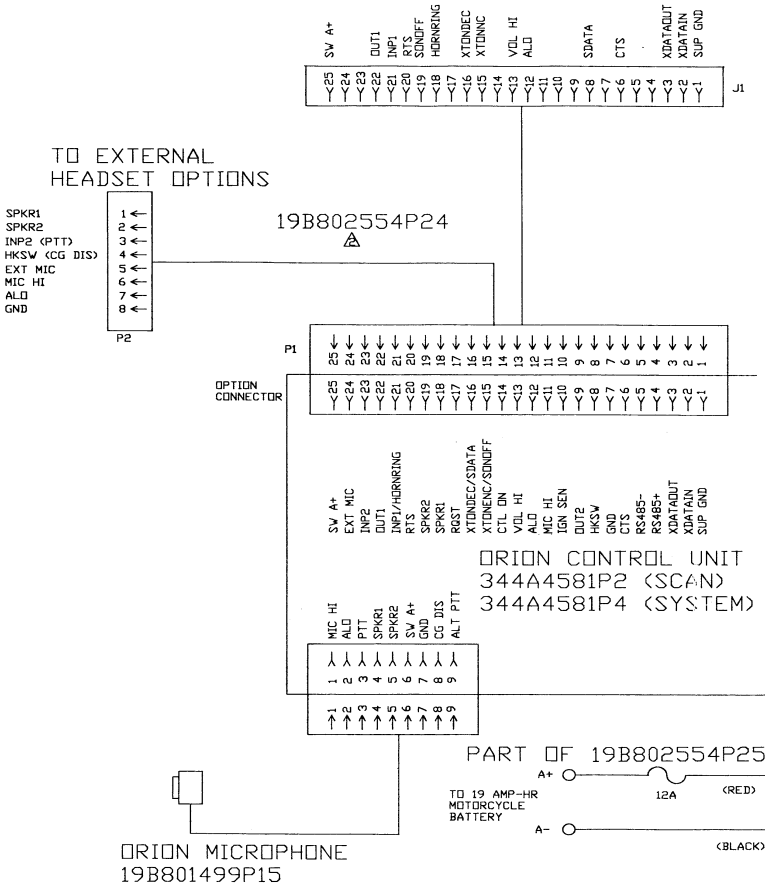 SW A+
OUT1
INP1
RTS
SONOFF
HORNRING
XTONDEC
XTONNC
VOL HI
ALO
SDATA
CTS
XDATAOUT
XDATAIN
SUP GND
25 24 23 22 21 20 19 18 17 16 15 14 13 12 11 10 9 8 7 6 5 4 3 2 1
J1
TO EXTERNAL
HEADSET OPTIONS
SPKR1 1
SPKR2 2
INP2 (PTT) 3
HKSW (CG DIS) 4
EXT MIC 5
MIC HI 6
ALO 7
GND 8
P2
19B802554P24
2
P1
25 24 23 22 21 20 19 18 17 16 15 14 13 12 11 10 9 8 7 6 5 4 3 2 1
OPTION
CONNECTOR
25 24 23 22 21 20 19 18 17 16 15 14 13 12 11 10 9 8 7 6 5 4 3 2 1
SW A+
EXT MIC
INP2
OUT1
INP1/HORNRING
RTS
SPKR2
SPKR1
RQST
XTONDEC/SDATA
XTONENC/SONOFF
CTL ON
VOL HI
ALO
MIC HI
IGN SEN
OUT2
HKSW
GND
CTS
RS485-
RS485+
XDATAOUT
XDATAIN
SUP GND
ORION CONTROL UNIT
344A4581P2 (SCAN)
344A4581P4 (SYSTEM)
MIC HI
ALO
PTT
SPKR1
SPKR2
SW A+
GND
CG DIS
ALT PTT
1 2 3 4 5 6 7 8 9
1 2 3 4 5 6 7 8 9
PART OF 19B802554P25
A+
12A
(RED)
TO 19 AMP-HR
MOTORCYCLE
BATTERY
A-
(BLACK)
ORION MICROPHONE
19B801499P15